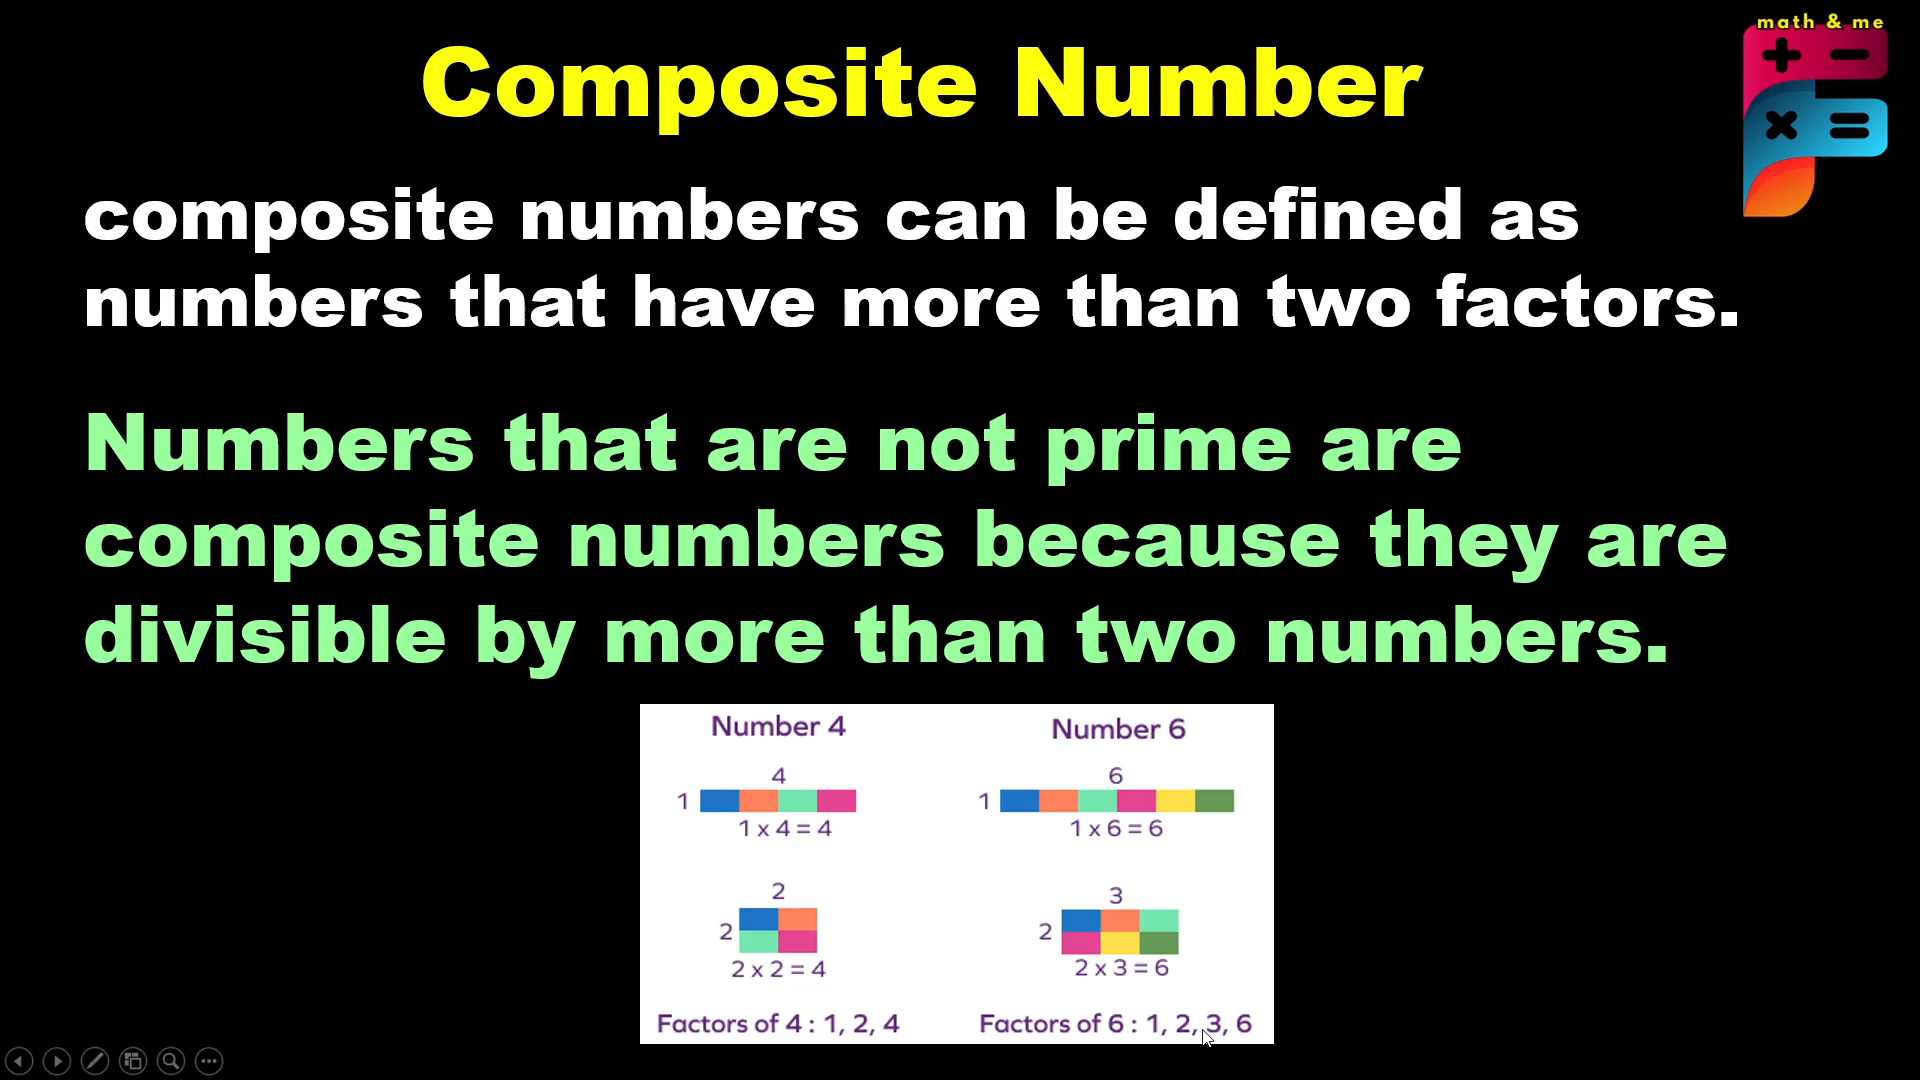 math & me
Composite Number
composite numbers can be defined as
numbers that have more than two factors.
Numbers that are not prime are
composite numbers because they are
divisible by more than two numbers.
Number 4
4
1
1 x 4 = 4
2
2
2 x 2 = 4
Factors of 4 : 1, 2, 4
Number 6
6
1
1 x 6 = 6
3
2
2 x 3 = 6
Factors of 6 : 1, 2, 3, 6